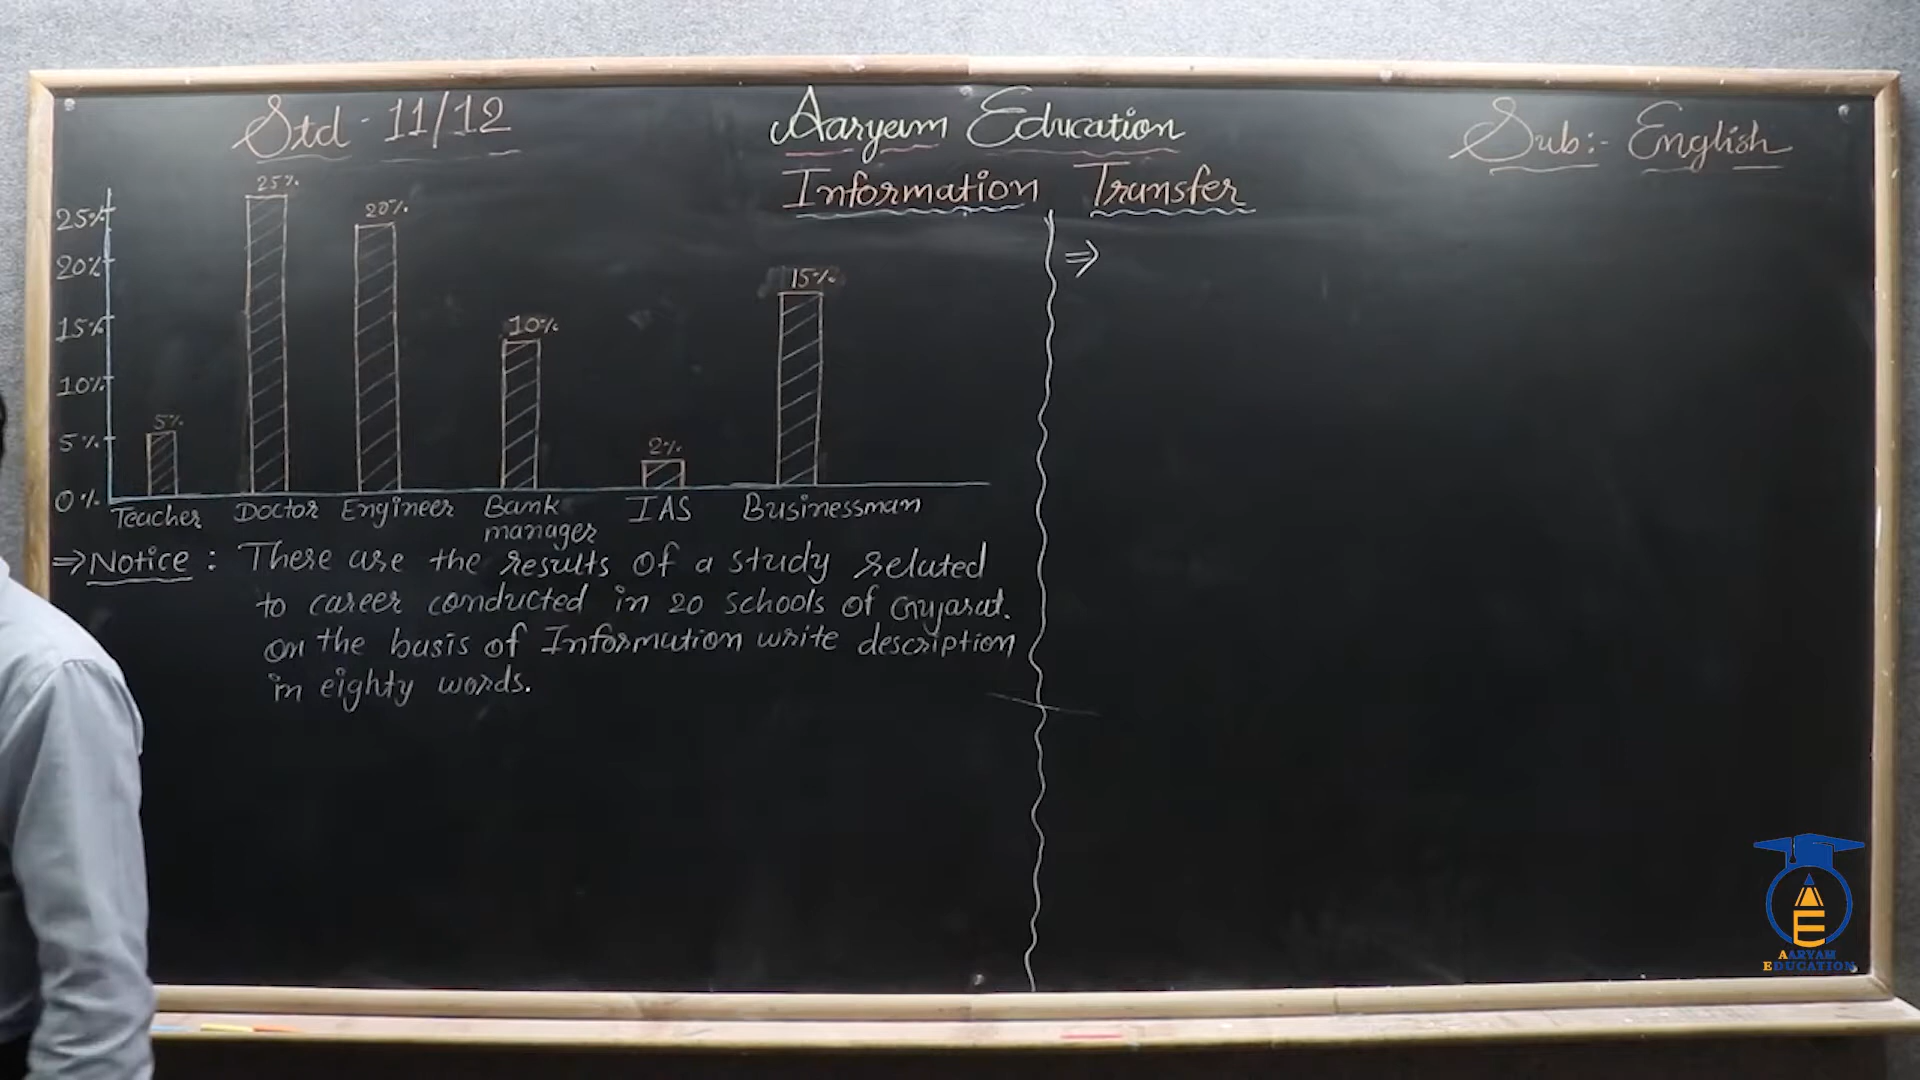 Std - 11/12
Aaryam Education
Sub:- English
Information Transfer
25%
20%
15%
10%
5%
0%
5%
25%
20%
10%
2%
15%
⇒
Teacher Doctor Engineer Bank manager IAS Businessman
⇒ Notice : There are the results of a study related
to career conducted in 20 schools of Gujarat.
on the basis of Information write description
in eighty words.
AARYAM
EDUCATION